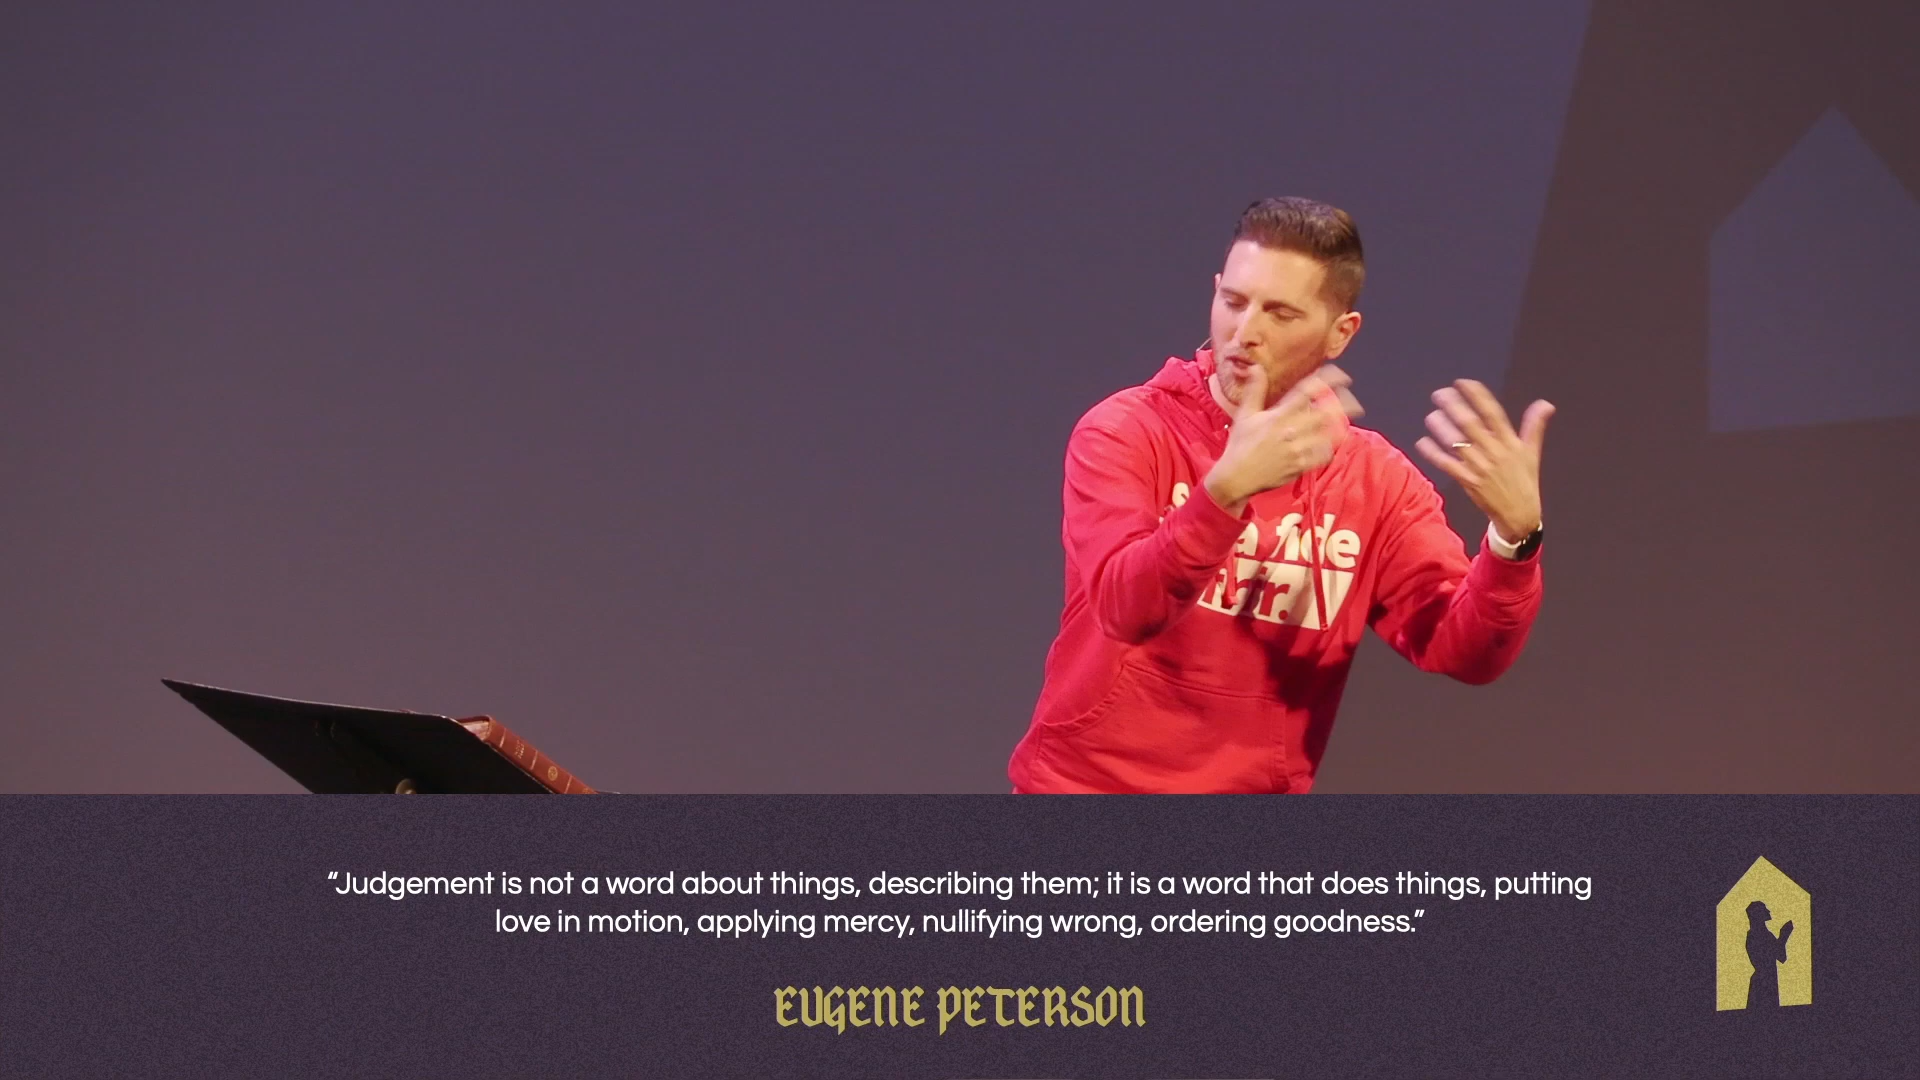 fide
“Judgement is not a word about things, describing them; it is a word that does things, putting
love in motion, applying mercy, nullifying wrong, ordering goodness.”
EUGENE PETERSON